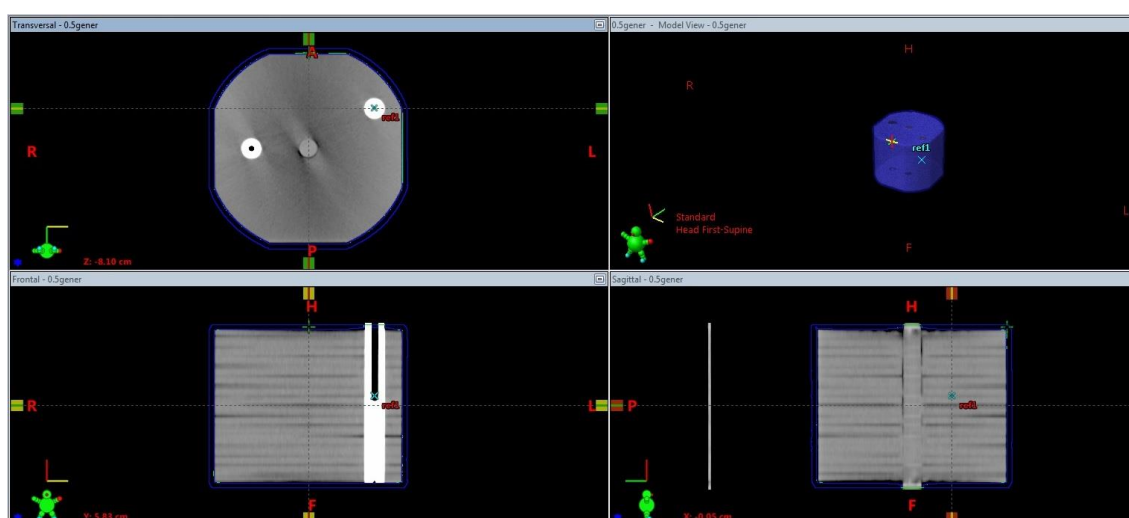 Transversal - 0.5gener
A
ref1
R
L
P
Z: -8.10 cm
0.5gener - Model View - 0.5gener
H
R
ref1
Standard
Head First-Supine
L
F
Frontal - 0.5gener
H
R
L
ref1
F
Y: 5.83 cm
Sagittal - 0.5gener
H
P
ref1
F
X: -0.05 cm